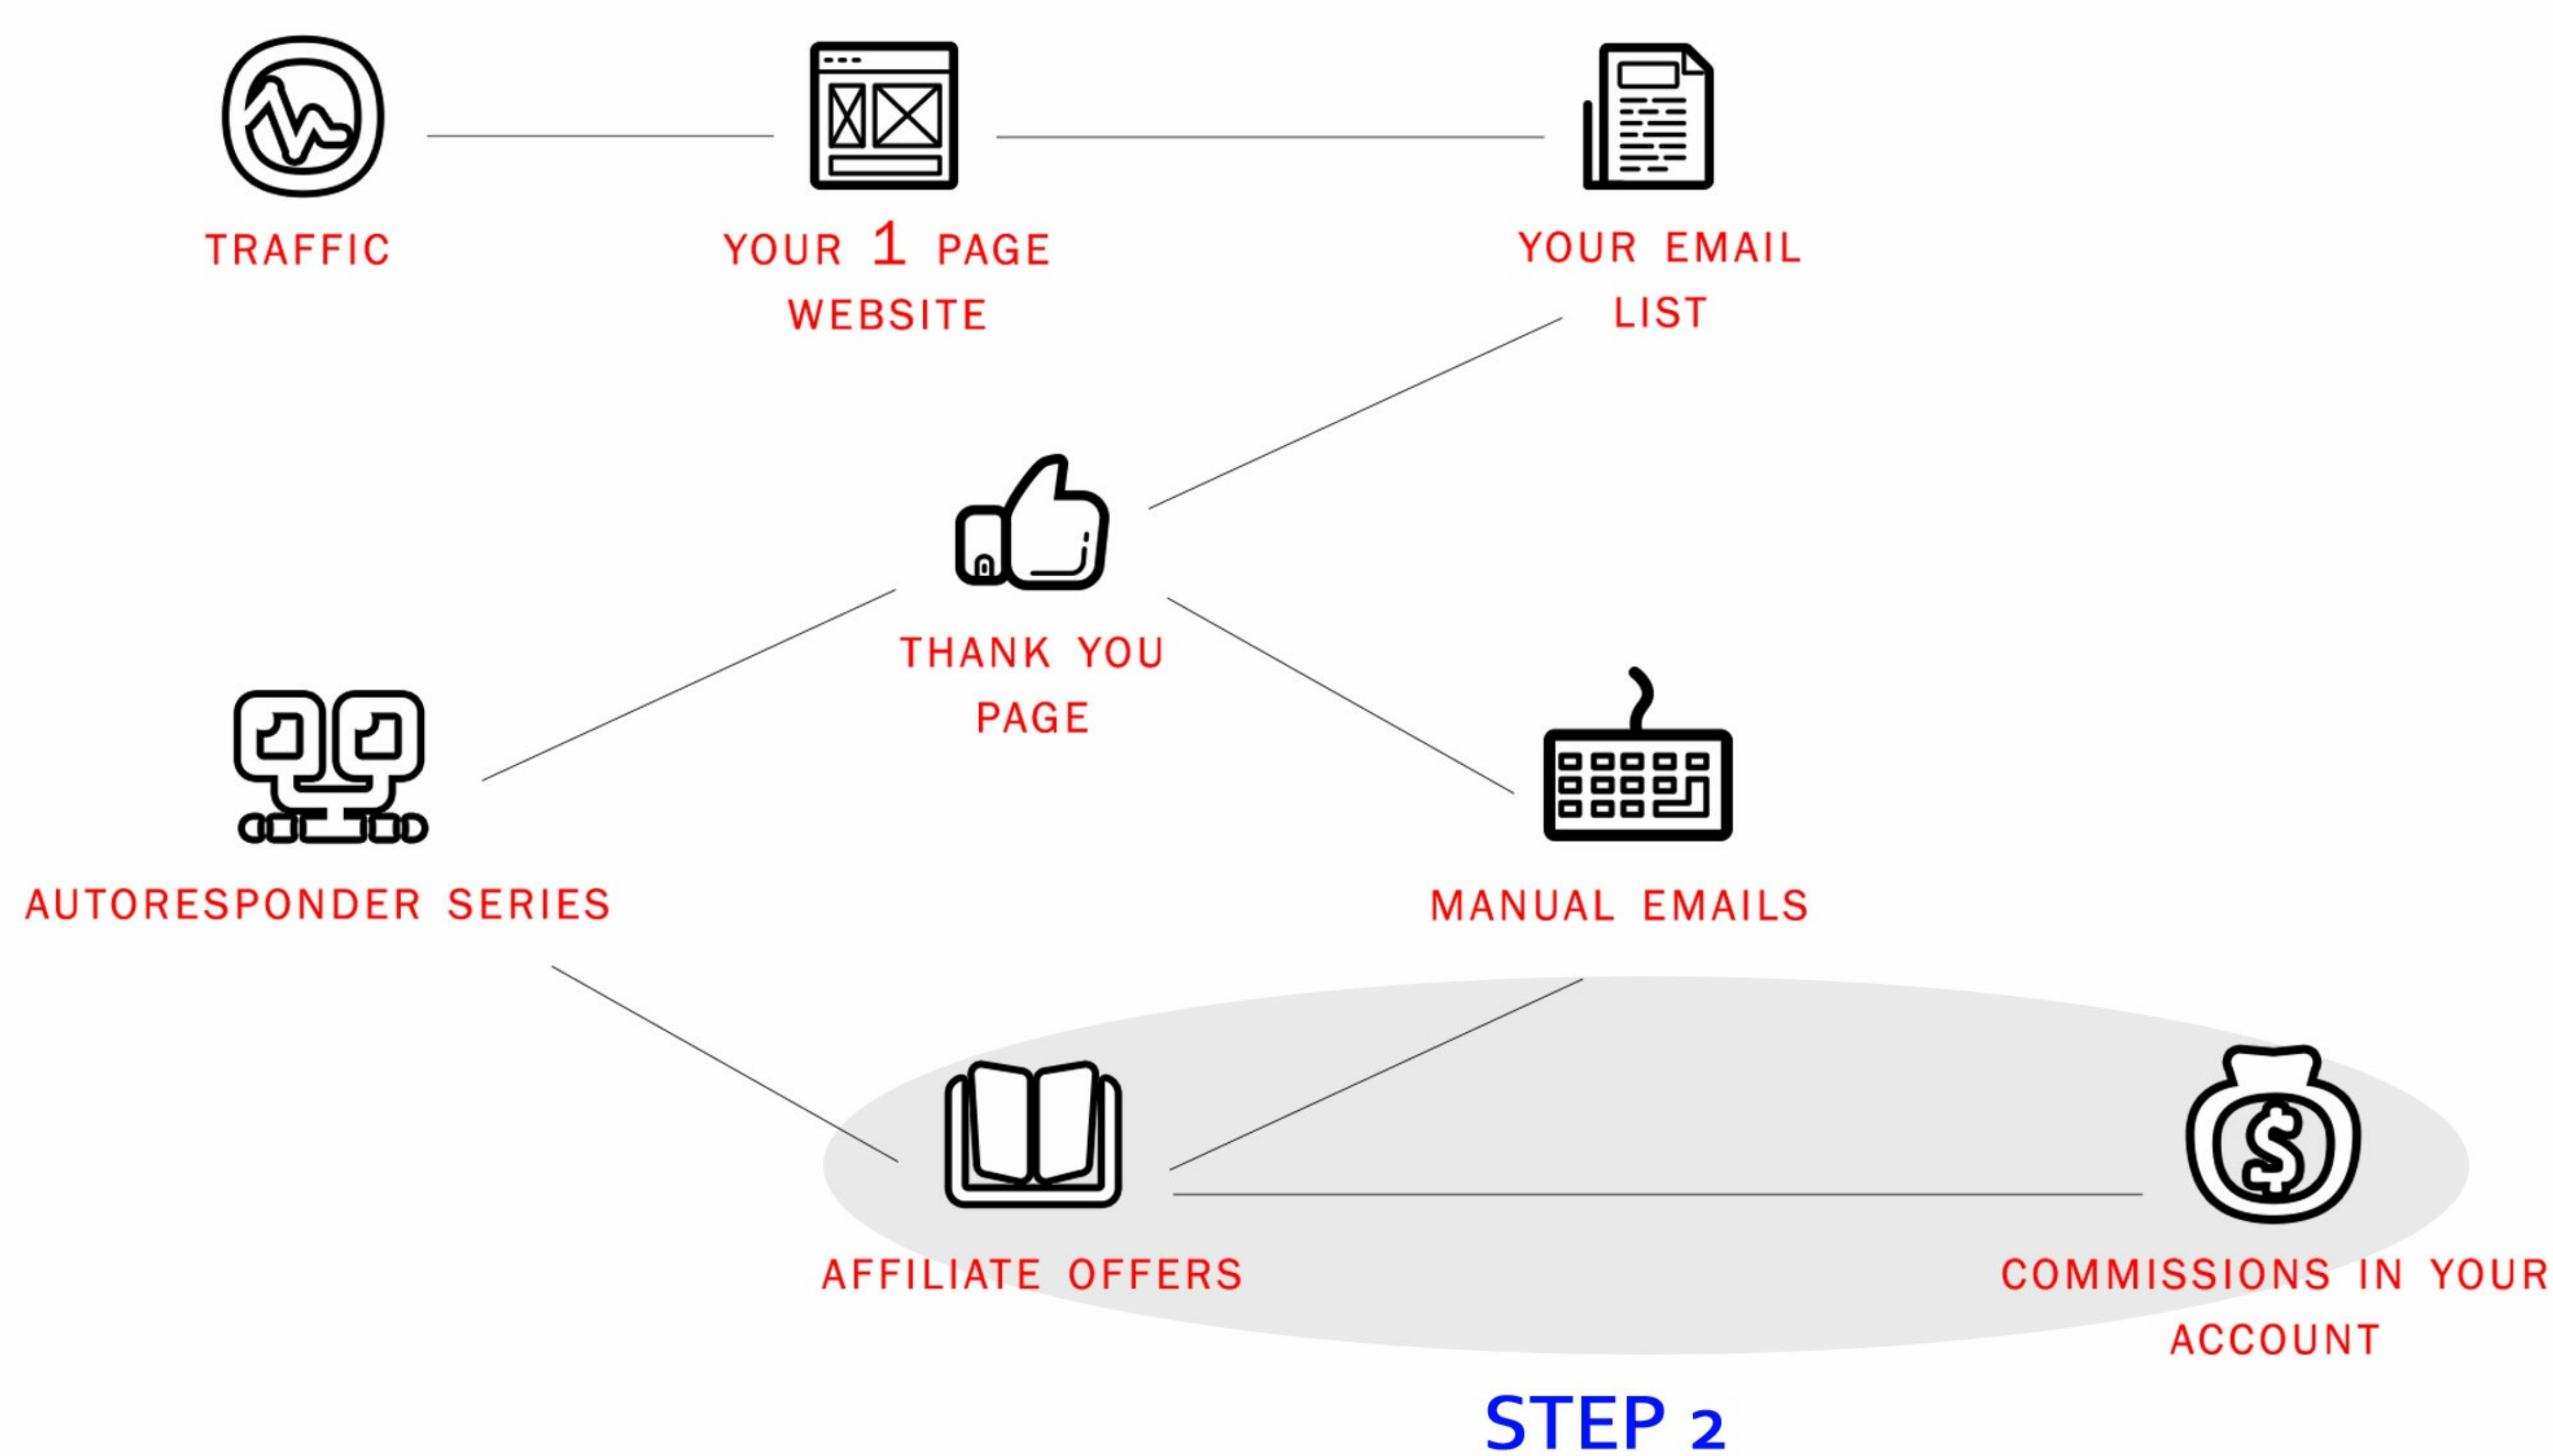 TRAFFIC
YOUR 1 PAGE
WEBSITE
YOUR EMAIL
LIST
THANK YOU
PAGE
AUTORESPONDER SERIES
MANUAL EMAILS
AFFILIATE OFFERS
COMMISSIONS IN YOUR
ACCOUNT
STEP 2